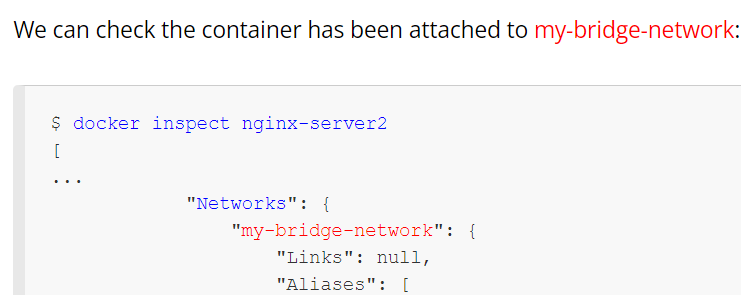 We can check the container has been attached to my-bridge-network:
$ docker inspect nginx-server2
[
...
"Networks": {
"my-bridge-network": {
"Links": null,
"Aliases": [